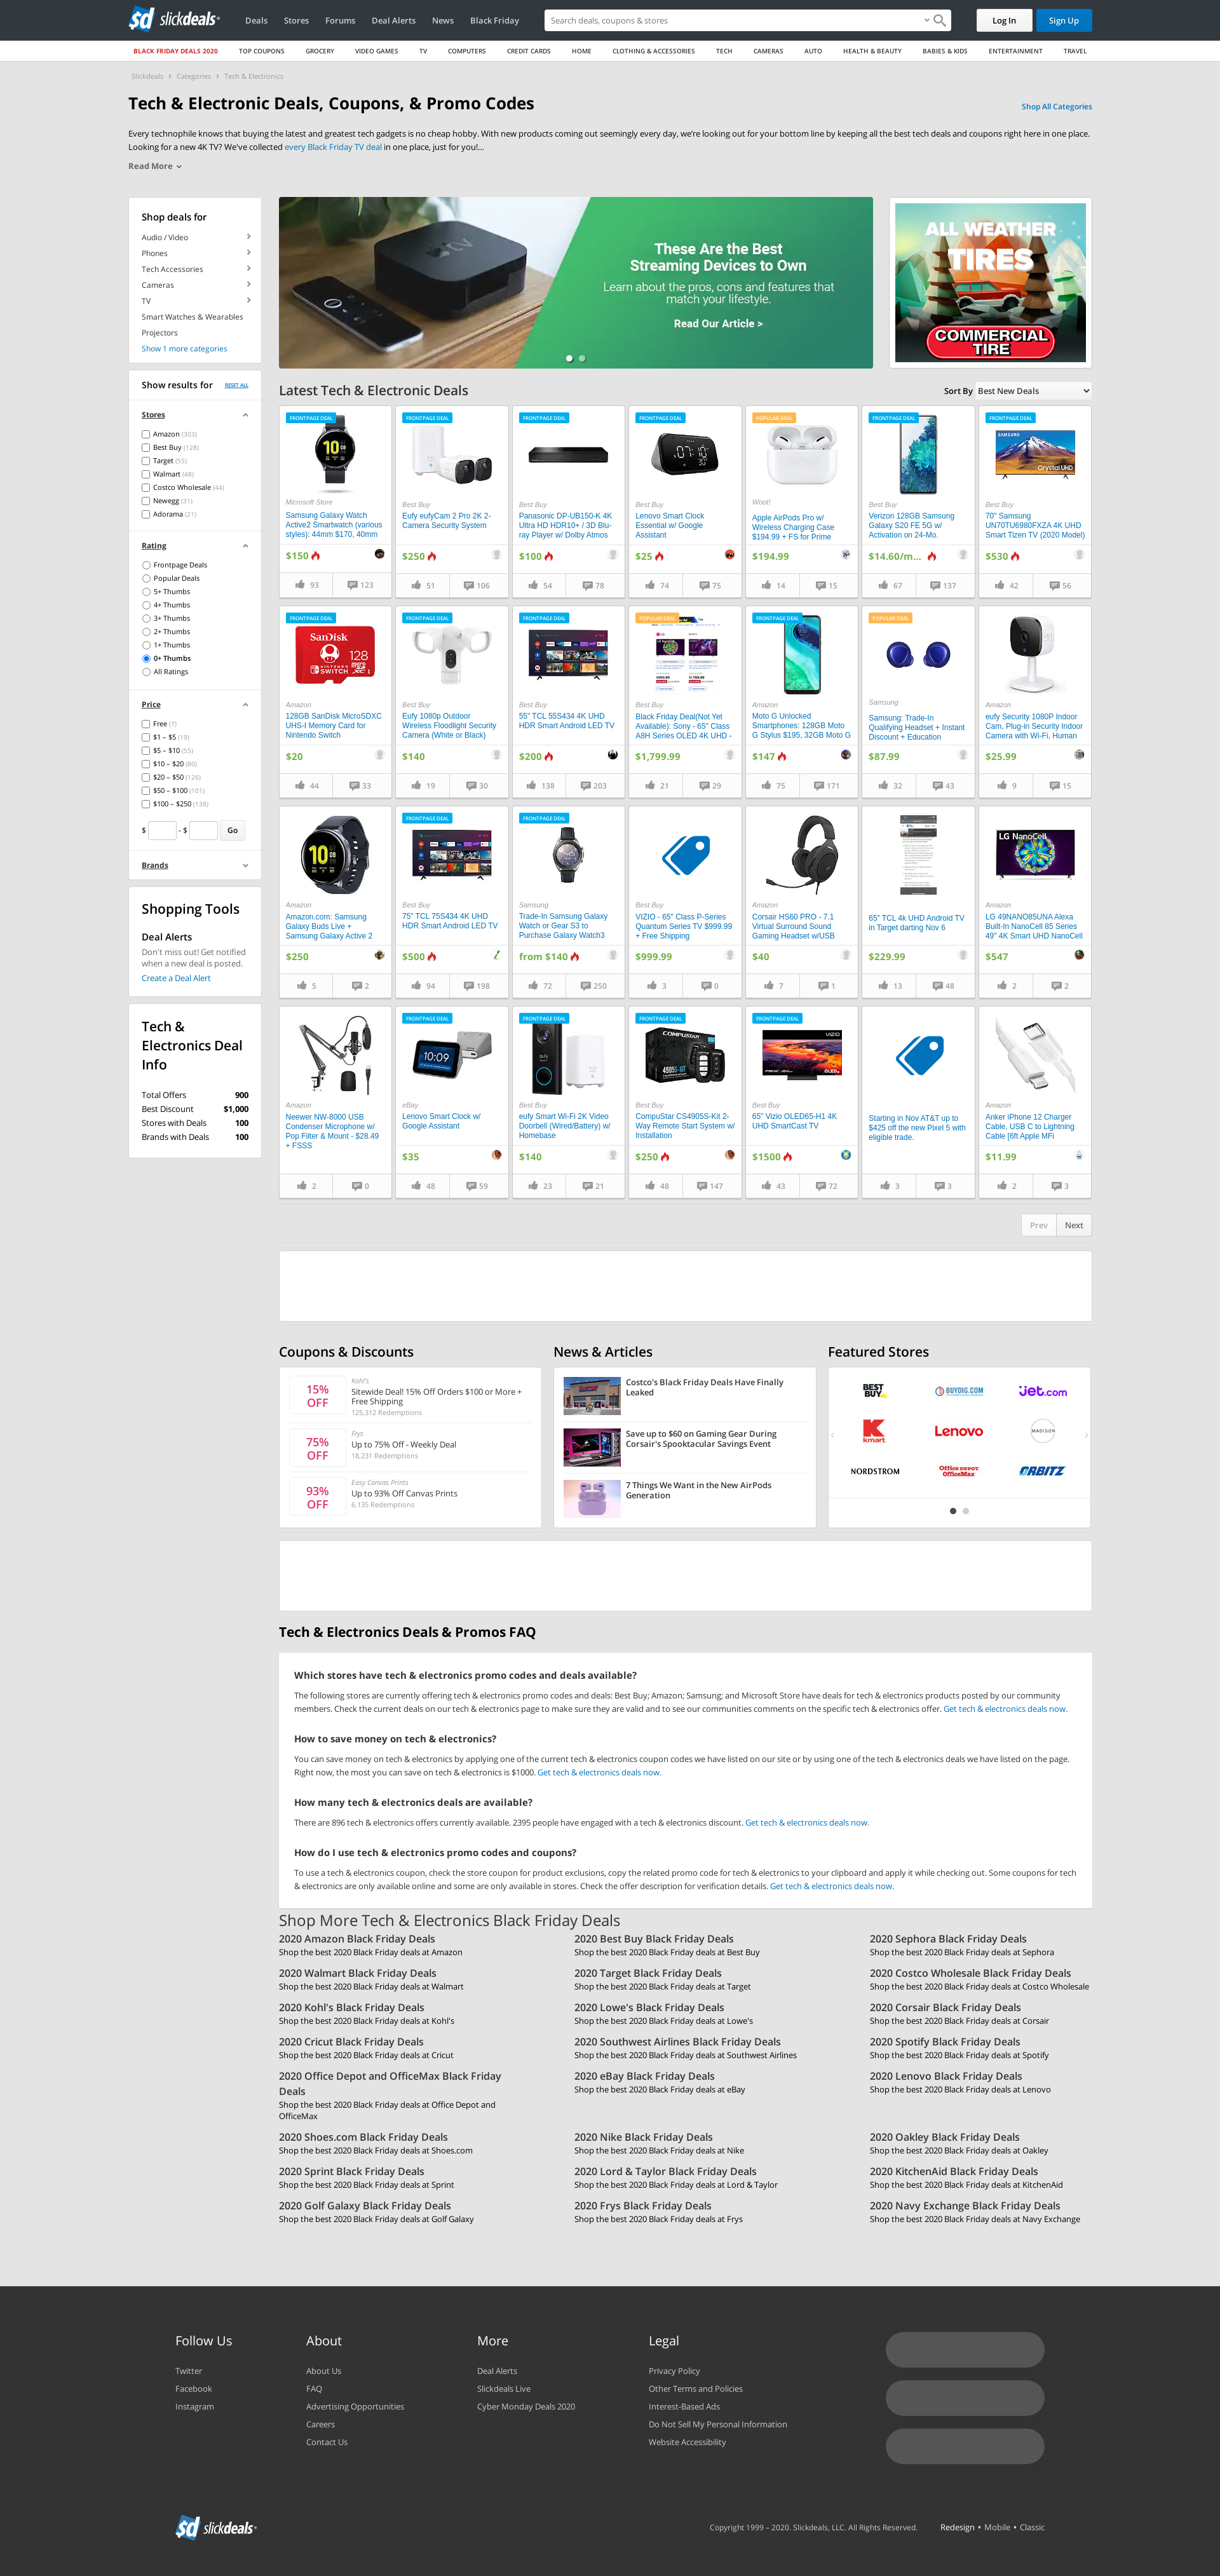 slickdeals
Deals
Stores
Forums
Deal Alerts
News
Black Friday
Search deals, coupons & stores
Log In
Sign Up
BLACK FRIDAY DEALS 2020
TOP COUPONS
GROCERY
VIDEO GAMES
TV
COMPUTERS
CREDIT CARDS
HOME
CLOTHING & ACCESSORIES
TECH
CAMERAS
AUTO
HEALTH & BEAUTY
BABIES & KIDS
ENTERTAINMENT
TRAVEL
Slickdeals › Categories › Tech & Electronics
Tech & Electronic Deals, Coupons, & Promo Codes
Shop All Categories
Every technophile knows that buying the latest and greatest tech gadgets is no cheap hobby. With new products coming out seemingly every day, we're looking out for your bottom line by keeping all the best tech deals and coupons right here in one place.
Looking for a new 4K TV? We've collected every Black Friday TV deal in one place, just for you!...
Read More
Shop deals for
Audio / Video
Phones
Tech Accessories
Cameras
TV
Smart Watches & Wearables
Projectors
Show 1 more categories
These Are the Best
Streaming Devices to Own
Learn about the pros, cons and features that
match your lifestyle.
Read Our Article >
ALL WEATHER
TIRES
COMMERCIAL
TIRE
Show results for
RESET ALL
Stores
Amazon (303)
Best Buy (128)
Target (55)
Walmart (48)
Costco Wholesale (44)
Newegg (31)
Adorama (21)
Rating
Frontpage Deals
Popular Deals
5+ Thumbs
4+ Thumbs
3+ Thumbs
2+ Thumbs
1+ Thumbs
0+ Thumbs
All Ratings
Price
Free (7)
$1 – $5 (19)
$5 – $10 (55)
$10 – $20 (80)
$20 – $50 (126)
$50 – $100 (101)
$100 – $250 (138)
$ - $ Go
Brands
Shopping Tools
Deal Alerts
Don't miss out! Get notified
when a new deal is posted.
Create a Deal Alert
Tech &
Electronics Deal
Info
Total Offers 900
Best Discount $1,000
Stores with Deals 100
Brands with Deals 100
Latest Tech & Electronic Deals
Sort By Best New Deals
FRONTPAGE DEAL
Microsoft Store
Samsung Galaxy Watch
Active2 Smartwatch (various
styles): 44mm $170, 40mm
$150
93 123
FRONTPAGE DEAL
Best Buy
Eufy eufyCam 2 Pro 2K 2-
Camera Security System
$250
51 106
FRONTPAGE DEAL
Best Buy
Panasonic DP-UB150-K 4K
Ultra HD HDR10+ / 3D Blu-
ray Player w/ Dolby Atmos
$100
54 78
FRONTPAGE DEAL
Best Buy
Lenovo Smart Clock
Essential w/ Google
Assistant
$25
74 75
POPULAR DEAL
Woot!
Apple AirPods Pro w/
Wireless Charging Case
$194.99 + FS for Prime
$194.99
14 15
FRONTPAGE DEAL
Best Buy
Verizon 128GB Samsung
Galaxy S20 FE 5G w/
Activation on 24-Mo.
$14.60/m...
67 137
FRONTPAGE DEAL
SAMSUNG
Crystal UHD
Best Buy
70" Samsung
UN70TU6980FXZA 4K UHD
Smart Tizen TV (2020 Model)
$530
42 56
FRONTPAGE DEAL
SanDisk
128
Amazon
128GB SanDisk MicroSDXC
UHS-I Memory Card for
Nintendo Switch
$20
44 33
FRONTPAGE DEAL
Best Buy
Eufy 1080p Outdoor
Wireless Floodlight Security
Camera (White or Black)
$140
19 30
FRONTPAGE DEAL
Best Buy
55" TCL 55S434 4K UHD
HDR Smart Android LED TV
$200
138 203
POPULAR DEAL
Best Buy
Black Friday Deal(Not Yet
Available): Sony - 65" Class
A8H Series OLED 4K UHD -
$1,799.99
21 29
FRONTPAGE DEAL
Amazon
Moto G Unlocked
Smartphones: 128GB Moto
G Stylus $195, 32GB Moto G
$147
75 171
POPULAR DEAL
Samsung
Samsung: Trade-In
Qualifying Headset + Instant
Discount + Education
$87.99
32 43
Amazon
eufy Security 1080P Indoor
Cam, Plug-in Security Indoor
Camera with Wi-Fi, Human
$25.99
9 15
Amazon
Amazon.com: Samsung
Galaxy Buds Live +
Samsung Galaxy Active 2
$250
5 2
FRONTPAGE DEAL
Best Buy
75" TCL 75S434 4K UHD
HDR Smart Android LED TV
$500
94 198
FRONTPAGE DEAL
Samsung
Trade-In Samsung Galaxy
Watch or Gear S3 to
Purchase Galaxy Watch3
from $140
72 250
Best Buy
VIZIO - 65" Class P-Series
Quantum Series TV $999.99
+ Free Shipping
$999.99
3 0
Amazon
Corsair HS60 PRO - 7.1
Virtual Surround Sound
Gaming Headset w/USB
$40
7 1
65" TCL 4k UHD Android TV
in Target darting Nov 6
$229.99
13 48
LG NanoCell
Amazon
LG 49NANO85UNA Alexa
Built-In NanoCell 85 Series
49" 4K Smart UHD NanoCell
$547
2 2
Amazon
Neewer NW-8000 USB
Condenser Microphone w/
Pop Filter & Mount - $28.49
+ FSSS
2 0
FRONTPAGE DEAL
10:09
eBay
Lenovo Smart Clock w/
Google Assistant
$35
48 59
FRONTPAGE DEAL
eufy
Best Buy
eufy Smart Wi-Fi 2K Video
Doorbell (Wired/Battery) w/
Homebase
$140
23 21
FRONTPAGE DEAL
COMPUSTAR
4905S-KIT
Best Buy
CompuStar CS4905S-Kit 2-
Way Remote Start System w/
Installation
$250
48 147
FRONTPAGE DEAL
VIZIO
Best Buy
65" Vizio OLED65-H1 4K
UHD SmartCast TV
$1500
43 72
Starting in Nov AT&T up to
$425 off the new Pixel 5 with
eligible trade.
3 3
Amazon
Anker iPhone 12 Charger
Cable, USB C to Lightning
Cable [6ft Apple MFi
$11.99
2 3
Prev Next
Coupons & Discounts
15%
OFF
Kohl's
Sitewide Deal! 15% Off Orders $100 or More +
Free Shipping
125,312 Redemptions
75%
OFF
Frys
Up to 75% Off - Weekly Deal
18,231 Redemptions
93%
OFF
Easy Canvas Prints
Up to 93% Off Canvas Prints
6,135 Redemptions
News & Articles
Costco's Black Friday Deals Have Finally
Leaked
Save up to $60 on Gaming Gear During
Corsair's Spooktacular Savings Event
7 Things We Want in the New AirPods
Generation
Featured Stores
BEST BUY
BUYDIG.COM
Jet.com
kmart
Lenovo
MADISON
NORDSTROM
Office DEPOT
OfficeMax
ORBITZ
Tech & Electronics Deals & Promos FAQ
Which stores have tech & electronics promo codes and deals available?
The following stores are currently offering tech & electronics promo codes and deals: Best Buy; Amazon; Samsung; and Microsoft Store have deals for tech & electronics products posted by our community
members. Check the current deals on our tech & electronics page to make sure they are valid and to see our communities comments on the specific tech & electronics offer. Get tech & electronics deals now.
How to save money on tech & electronics?
You can save money on tech & electronics by applying one of the current tech & electronics coupon codes we have listed on our site or by using one of the tech & electronics deals we have listed on the page.
Right now, the most you can save on tech & electronics is $1000. Get tech & electronics deals now.
How many tech & electronics deals are available?
There are 896 tech & electronics offers currently available. 2395 people have engaged with a tech & electronics discount. Get tech & electronics deals now.
How do I use tech & electronics promo codes and coupons?
To use a tech & electronics coupon, check the store coupon for product exclusions, copy the related promo code for tech & electronics to your clipboard and apply it while checking out. Some coupons for tech
& electronics are only available online and some are only available in stores. Check the offer description for verification details. Get tech & electronics deals now.
Shop More Tech & Electronics Black Friday Deals
2020 Amazon Black Friday Deals
Shop the best 2020 Black Friday deals at Amazon
2020 Best Buy Black Friday Deals
Shop the best 2020 Black Friday deals at Best Buy
2020 Sephora Black Friday Deals
Shop the best 2020 Black Friday deals at Sephora
2020 Walmart Black Friday Deals
Shop the best 2020 Black Friday deals at Walmart
2020 Target Black Friday Deals
Shop the best 2020 Black Friday deals at Target
2020 Costco Wholesale Black Friday Deals
Shop the best 2020 Black Friday deals at Costco Wholesale
2020 Kohl's Black Friday Deals
Shop the best 2020 Black Friday deals at Kohl's
2020 Lowe's Black Friday Deals
Shop the best 2020 Black Friday deals at Lowe's
2020 Corsair Black Friday Deals
Shop the best 2020 Black Friday deals at Corsair
2020 Cricut Black Friday Deals
Shop the best 2020 Black Friday deals at Cricut
2020 Southwest Airlines Black Friday Deals
Shop the best 2020 Black Friday deals at Southwest Airlines
2020 Spotify Black Friday Deals
Shop the best 2020 Black Friday deals at Spotify
2020 Office Depot and OfficeMax Black Friday
Deals
Shop the best 2020 Black Friday deals at Office Depot and
OfficeMax
2020 eBay Black Friday Deals
Shop the best 2020 Black Friday deals at eBay
2020 Lenovo Black Friday Deals
Shop the best 2020 Black Friday deals at Lenovo
2020 Shoes.com Black Friday Deals
Shop the best 2020 Black Friday deals at Shoes.com
2020 Nike Black Friday Deals
Shop the best 2020 Black Friday deals at Nike
2020 Oakley Black Friday Deals
Shop the best 2020 Black Friday deals at Oakley
2020 Sprint Black Friday Deals
Shop the best 2020 Black Friday deals at Sprint
2020 Lord & Taylor Black Friday Deals
Shop the best 2020 Black Friday deals at Lord & Taylor
2020 KitchenAid Black Friday Deals
Shop the best 2020 Black Friday deals at KitchenAid
2020 Golf Galaxy Black Friday Deals
Shop the best 2020 Black Friday deals at Golf Galaxy
2020 Frys Black Friday Deals
Shop the best 2020 Black Friday deals at Frys
2020 Navy Exchange Black Friday Deals
Shop the best 2020 Black Friday deals at Navy Exchange
Follow Us
Twitter
Facebook
Instagram
About
About Us
FAQ
Advertising Opportunities
Careers
Contact Us
More
Deal Alerts
Slickdeals Live
Cyber Monday Deals 2020
Legal
Privacy Policy
Other Terms and Policies
Interest-Based Ads
Do Not Sell My Personal Information
Website Accessibility
slickdeals
Copyright 1999 – 2020. Slickdeals, LLC. All Rights Reserved.
Redesign • Mobile • Classic